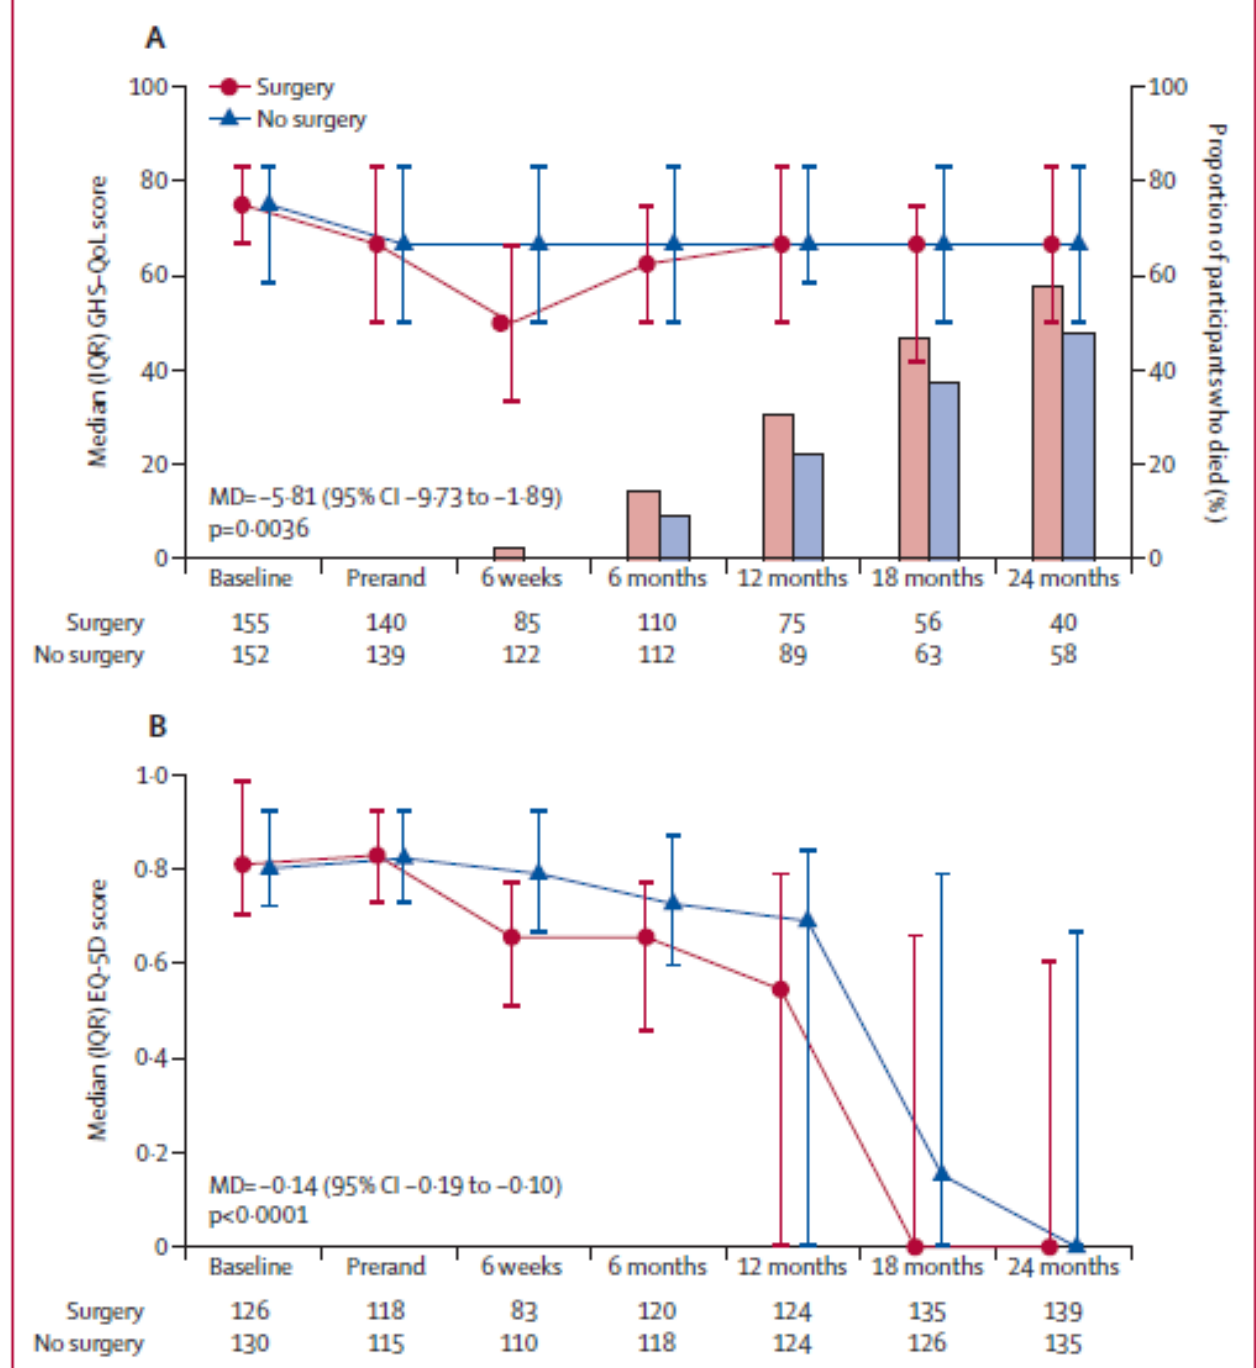 A
Surgery
No surgery
100
80
60
40
20
0
Median (IQR) GHS–QoL score
100
80
60
40
20
0
Proportion of participants who died (%)
MD=–5·81 (95% CI –9·73 to –1·89)
p=0·0036
Baseline Prerand 6 weeks 6 months 12 months 18 months 24 months
Surgery 155 140 85 110 75 56 40
No surgery 152 139 122 112 89 63 58
B
1·0
0·8
0·6
0·4
0·2
0
Median (IQR) EQ-5D score
MD=–0·14 (95% CI –0·19 to –0·10)
p<0·0001
Baseline Prerand 6 weeks 6 months 12 months 18 months 24 months
Surgery 126 118 83 120 124 135 139
No surgery 130 115 110 118 124 126 135